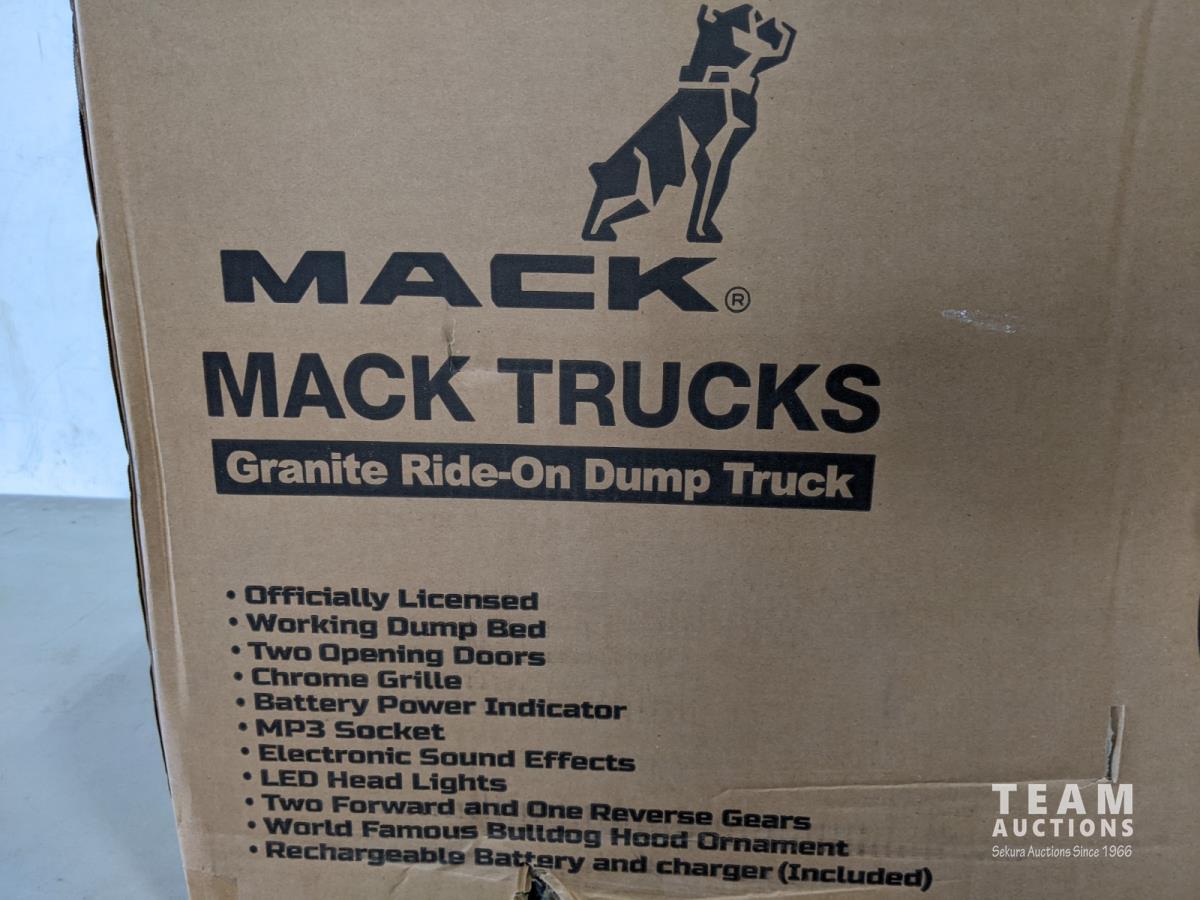 MACK®
MACK TRUCKS
Granite Ride-On Dump Truck
• Officially Licensed
• Working Dump Bed
• Two Opening Doors
• Chrome Grille
• Battery Power Indicator
• MP3 Socket
• Electronic Sound Effects
• LED Head Lights
• Two Forward and One Reverse Gears
• World Famous Bulldog Hood Ornament
• Rechargeable Battery and charger (Included)
TEAM
AUCTIONS
Sekura Auctions Since 1966